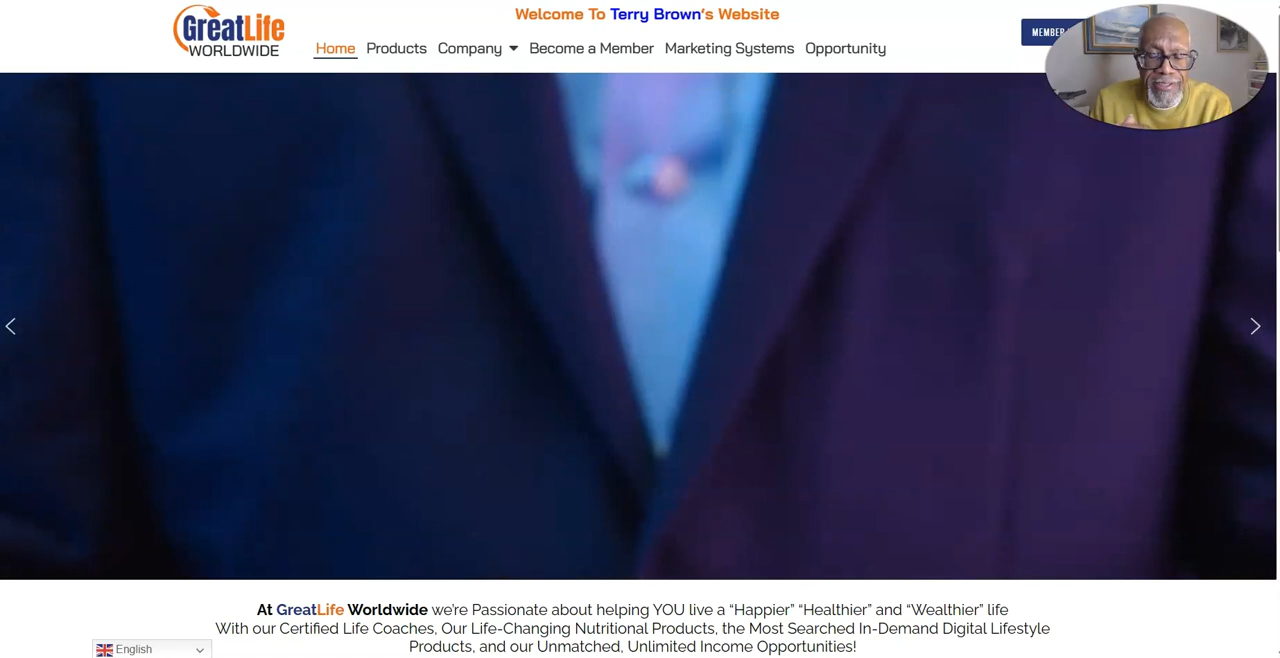 GreatLife
WORLDWIDE
Welcome To Terry Brown's Website
Home Products Company Become a Member Marketing Systems Opportunity
MEMBER
At GreatLife Worldwide we're Passionate about helping YOU live a “Happier” “Healthier” and “Wealthier” life
With our Certified Life Coaches, Our Life-Changing Nutritional Products, the Most Searched In-Demand Digital Lifestyle
Products, and our Unmatched, Unlimited Income Opportunities!
English